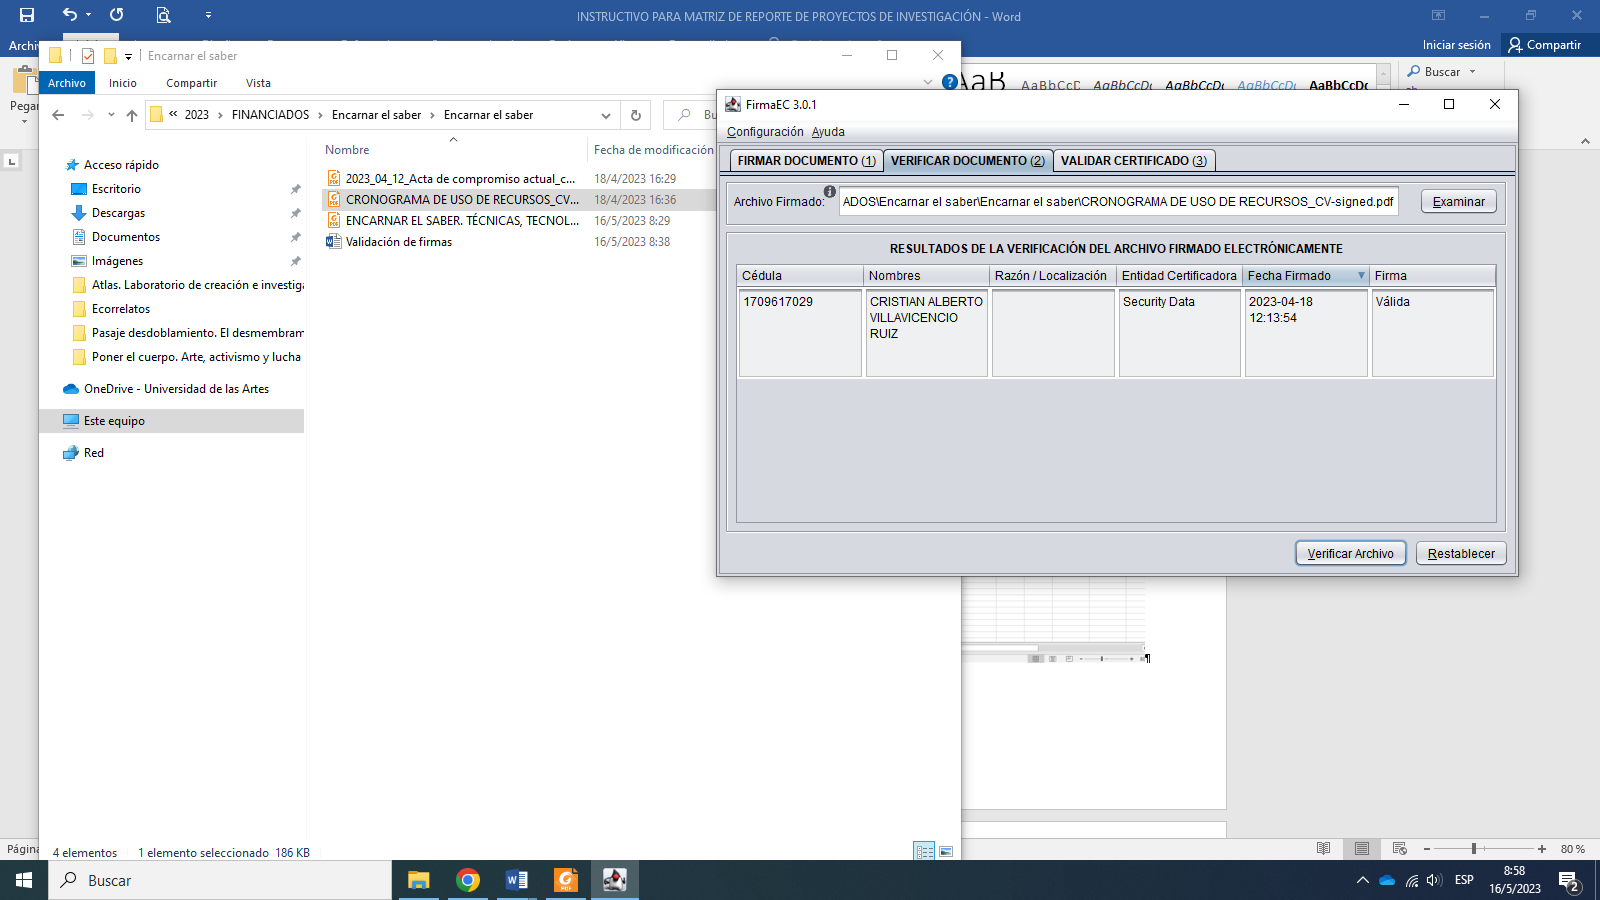 INSTRUCTIVO PARA MATRIZ DE REPORTE DE PROYECTOS DE INVESTIGACIÓN - Word
Iniciar sesión
Compartir
Buscar
Pegar
AaBbCcD
Encarnar el saber
Archivo
Inicio
Compartir
Vista
« 2023 › FINANCIADOS › Encarnar el saber › Encarnar el saber
Acceso rápido
Escritorio
Descargas
Documentos
Imágenes
Atlas. Laboratorio de creación e investiga
Ecorrelatos
Pasaje desdoblamiento. El desmembram
Poner el cuerpo. Arte, activismo y lucha
OneDrive - Universidad de las Artes
Este equipo
Red
Nombre
Fecha de modificación
2023_04_12_Acta de compromiso actual_c...
18/4/2023 16:29
CRONOGRAMA DE USO DE RECURSOS_CV...
18/4/2023 16:36
ENCARNAR EL SABER. TÉCNICAS, TECNOL...
16/5/2023 8:29
Validación de firmas
16/5/2023 8:38
4 elementos
1 elemento seleccionado 186 KB
FirmaEC 3.0.1
Configuración Ayuda
FIRMAR DOCUMENTO (1)
VERIFICAR DOCUMENTO (2)
VALIDAR CERTIFICADO (3)
Archivo Firmado:
ADOS\Encarnar el saber\Encarnar el saber\CRONOGRAMA DE USO DE RECURSOS_CV-signed.pdf
Examinar
RESULTADOS DE LA VERIFICACIÓN DEL ARCHIVO FIRMADO ELECTRÓNICAMENTE
Cédula
Nombres
Razón / Localización
Entidad Certificadora
Fecha Firmado
Firma
1709617029
CRISTIAN ALBERTO
VILLAVICENCIO
RUIZ
Security Data
2023-04-18
12:13:54
Válida
Verificar Archivo
Restablecer
80 %
Buscar
ESP
8:58
16/5/2023
2